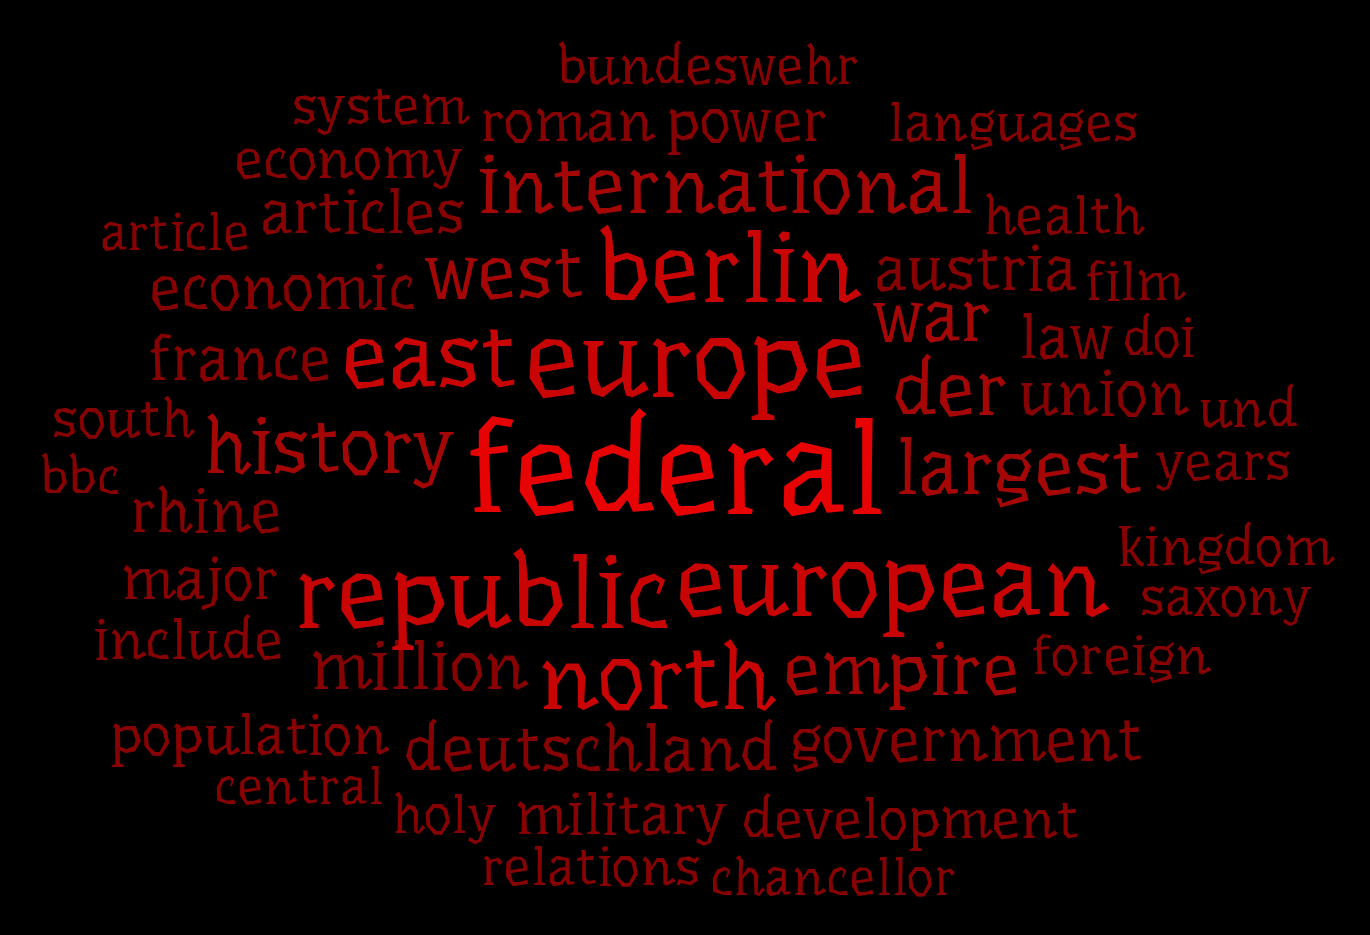 bundeswehr
system roman power languages
economy international
article articles health
economic west berlin austria film
france east europe war law doi
der union und
south history federal largest years
bbc
rhine kingdom
major republic european saxony
include million north empire foreign
population deutschland government
central holy military development
relations chancellor